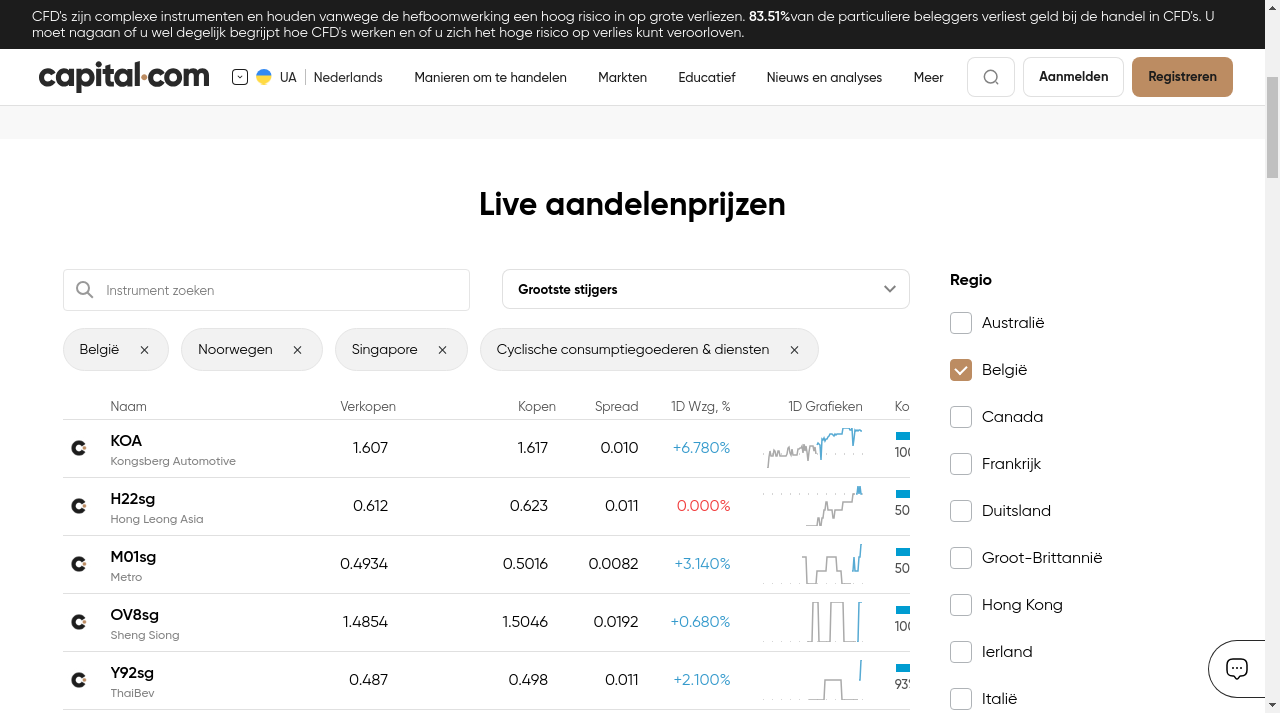 CFD's zijn complexe instrumenten en houden vanwege de hefboomwerking een hoog risico in op grote verliezen. 83.51%van de particuliere beleggers verliest geld bij de handel in CFD's. U
moet nagaan of u wel degelijk begrijpt hoe CFD's werken en of u zich het hoge risico op verlies kunt veroorloven.
capital.com UA Nederlands Manieren om te handelen Markten Educatief Nieuws en analyses Meer Aanmelden Registreren
Live aandelenprijzen
Instrument zoeken Grootste stijgers
België Noorwegen Singapore Cyclische consumptiegoederen & diensten
Naam Verkopen Kopen Spread 1D Wzg, % 1D Grafieken Ko
KOA 1.607 1.617 0.010 +6.780% 100
Kongsberg Automotive
H22sg 0.612 0.623 0.011 0.000% 50
Hong Leong Asia
M01sg 0.4934 0.5016 0.0082 +3.140% 50
Metro
OV8sg 1.4854 1.5046 0.0192 +0.680% 100
Sheng Siong
Y92sg 0.487 0.498 0.011 +2.100% 93%
ThaiBev
Regio
Australië
België
Canada
Frankrijk
Duitsland
Groot-Brittannië
Hong Kong
Ierland
Italië